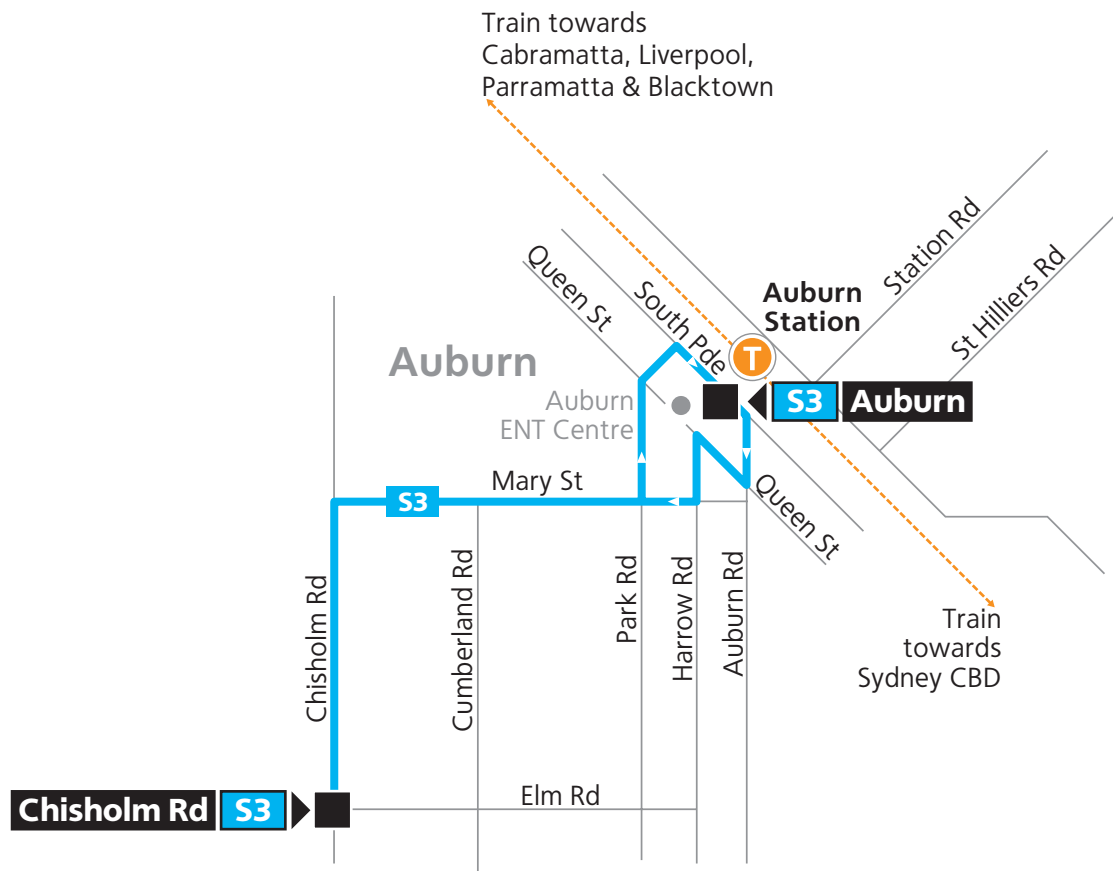 Train towards
Cabramatta, Liverpool,
Parramatta & Blacktown
Station Rd
St Hilliers Rd
Queen St
South Pde
Auburn
Station
T
Auburn
Auburn
ENT Centre
S3 Auburn
Mary St
S3
Queen St
Chisholm Rd
Cumberland Rd
Park Rd
Harrow Rd
Auburn Rd
Train
towards
Sydney CBD
Elm Rd
Chisholm Rd S3